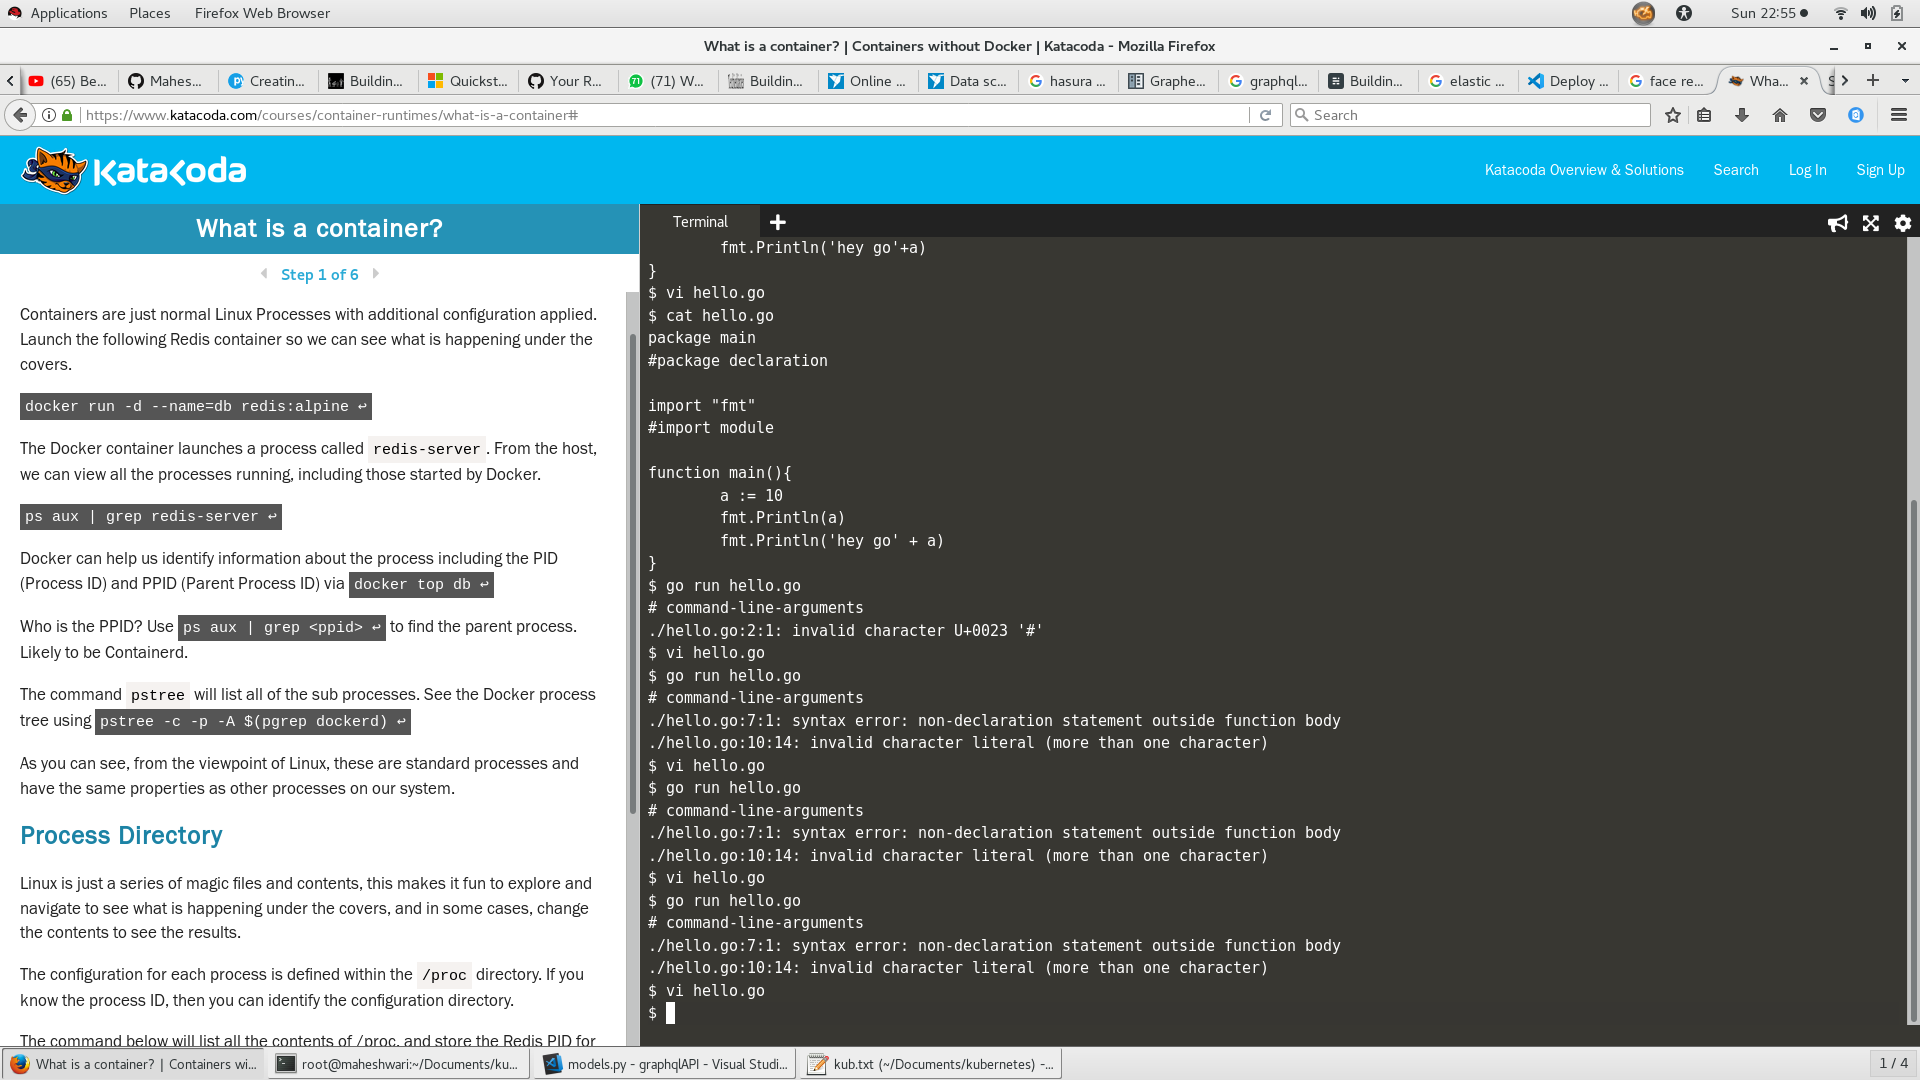 Applications Places Firefox Web Browser Sun 22:55
What is a container? | Containers without Docker | Katacoda - Mozilla Firefox
(65) Be... Mahes... Creatin... Buildin... Quickst... Your R... (71) W... Buildin... Online ... Data sc... hasura ... Graphe... graphql... Buildin... elastic ... Deploy ... face re... Wha...
https://www.katacoda.com/courses/container-runtimes/what-is-a-container# Search
Katacoda Katacoda Overview & Solutions Search Log In Sign Up
What is a container?
Step 1 of 6
Containers are just normal Linux Processes with additional configuration applied.
Launch the following Redis container so we can see what is happening under the
covers.
docker run -d --name=db redis:alpine ↩
The Docker container launches a process called redis-server. From the host,
we can view all the processes running, including those started by Docker.
ps aux | grep redis-server ↩
Docker can help us identify information about the process including the PID
(Process ID) and PPID (Parent Process ID) via docker top db ↩
Who is the PPID? Use ps aux | grep <ppid> ↩ to find the parent process.
Likely to be Containerd.
The command pstree will list all of the sub processes. See the Docker process
tree using pstree -c -p -A $(pgrep dockerd) ↩
As you can see, from the viewpoint of Linux, these are standard processes and
have the same properties as other processes on our system.
Process Directory
Linux is just a series of magic files and contents, this makes it fun to explore and
navigate to see what is happening under the covers, and in some cases, change
the contents to see the results.
The configuration for each process is defined within the /proc directory. If you
know the process ID, then you can identify the configuration directory.
The command below will list all the contents of /proc, and store the Redis PID for
Terminal
        fmt.Println('hey go'+a)
}
$ vi hello.go
$ cat hello.go
package main
#package declaration
import "fmt"
#import module
function main(){
        a := 10
        fmt.Println(a)
        fmt.Println('hey go' + a)
}
$ go run hello.go
# command-line-arguments
./hello.go:2:1: invalid character U+0023 '#'
$ vi hello.go
$ go run hello.go
# command-line-arguments
./hello.go:7:1: syntax error: non-declaration statement outside function body
./hello.go:10:14: invalid character literal (more than one character)
$ vi hello.go
$ go run hello.go
# command-line-arguments
./hello.go:7:1: syntax error: non-declaration statement outside function body
./hello.go:10:14: invalid character literal (more than one character)
$ vi hello.go
$ go run hello.go
# command-line-arguments
./hello.go:7:1: syntax error: non-declaration statement outside function body
./hello.go:10:14: invalid character literal (more than one character)
$ vi hello.go
$
What is a container? | Containers wi... root@maheshwari:~/Documents/ku... models.py - graphqlAPI - Visual Studi... kub.txt (~/Documents/kubernetes) -... 1 / 4